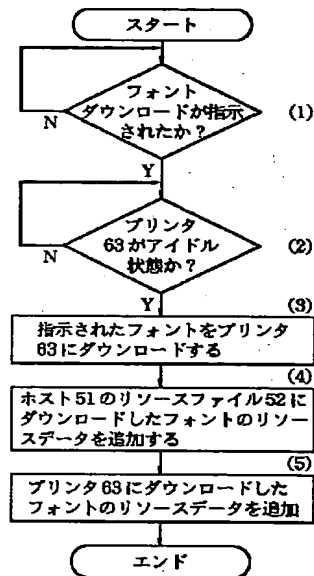 スタート
フォント
ダウンロードが指示
されたか？
(1)
N
Y
プリンタ
63がアイドル
状態か？
(2)
N
Y
(3)
指示されたフォントをプリンタ
63にダウンロードする
(4)
ホスト51のリソースファイル52に
ダウンロードしたフォントのリソー
スデータを追加する
(5)
プリンタ63にダウンロードした
フォントのリソースデータを追加
エンド